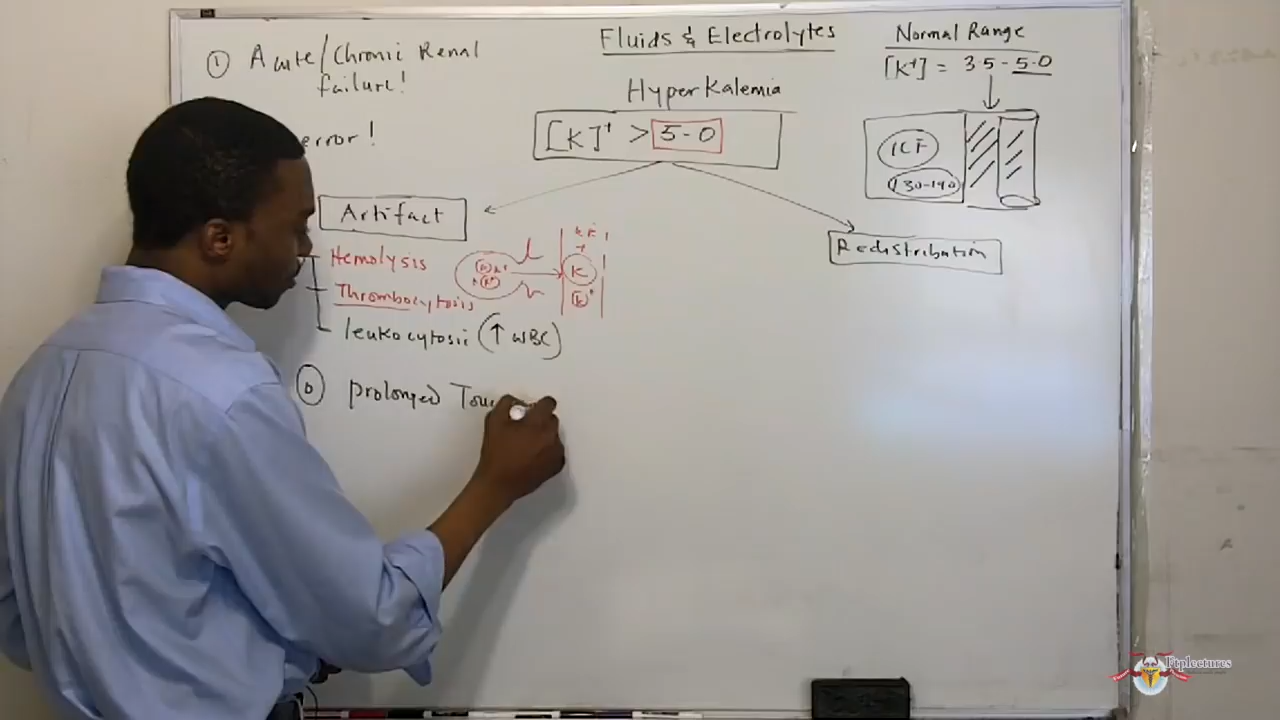 Fluids & Electrolytes
Normal Range
[K+] = 3.5 - 5.0
① Acute/Chronic Renal
failure!
error!
HyperKalemia
[K]+ > 5.0
ICF
130-140
Artifact
Redistribution
Hemolysis
K
[K]+
Thrombocytosis
leukocytosis (↑ WBC)
prolonged
Ftplectures